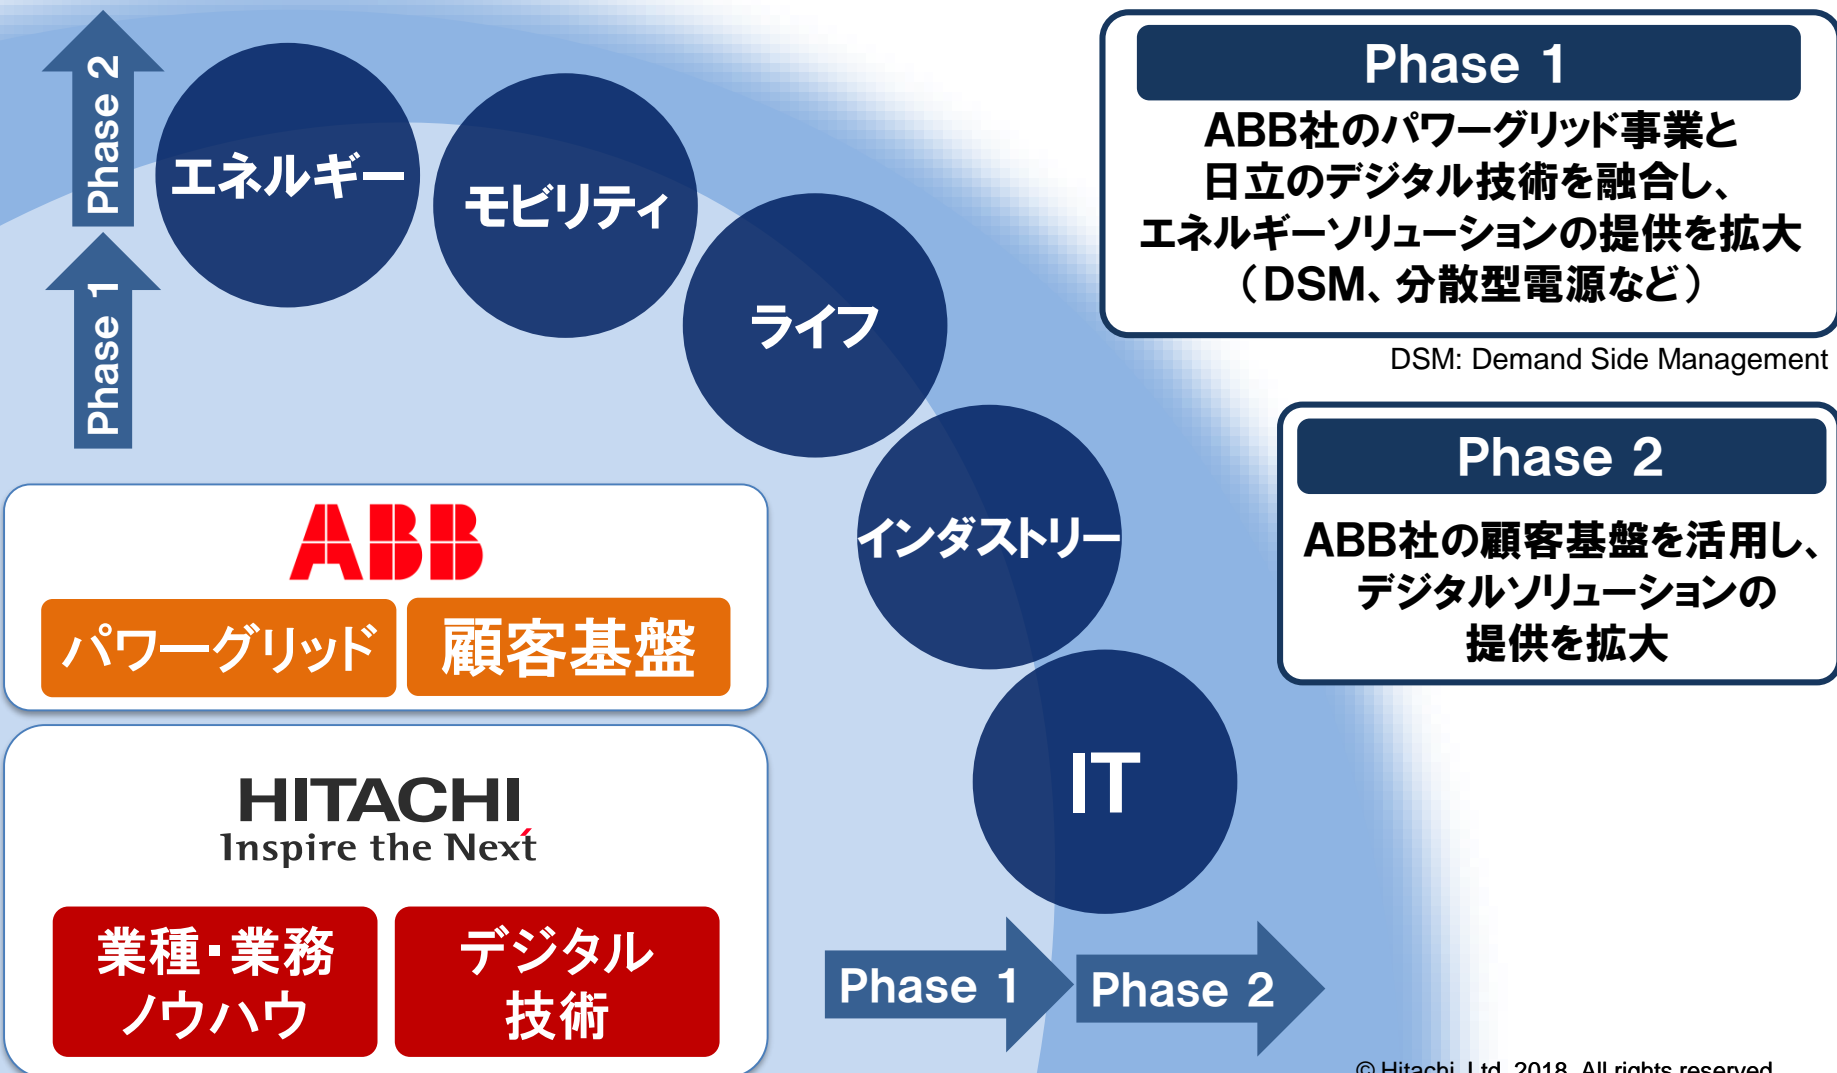 Phase 2
Phase 1
エネルギー
モビリティ
ライフ
インダストリー
IT
Phase 1
ABB社のパワーグリッド事業と
日立のデジタル技術を融合し、
エネルギーソリューションの提供を拡大
（DSM、分散型電源など）
DSM: Demand Side Management
Phase 2
ABB社の顧客基盤を活用し、
デジタルソリューションの
提供を拡大
ABB
パワーグリッド
顧客基盤
HITACHI
Inspire the Next
業種・業務
ノウハウ
デジタル
技術
Phase 1
Phase 2
© Hitachi, Ltd. 2018. All rights reserved.